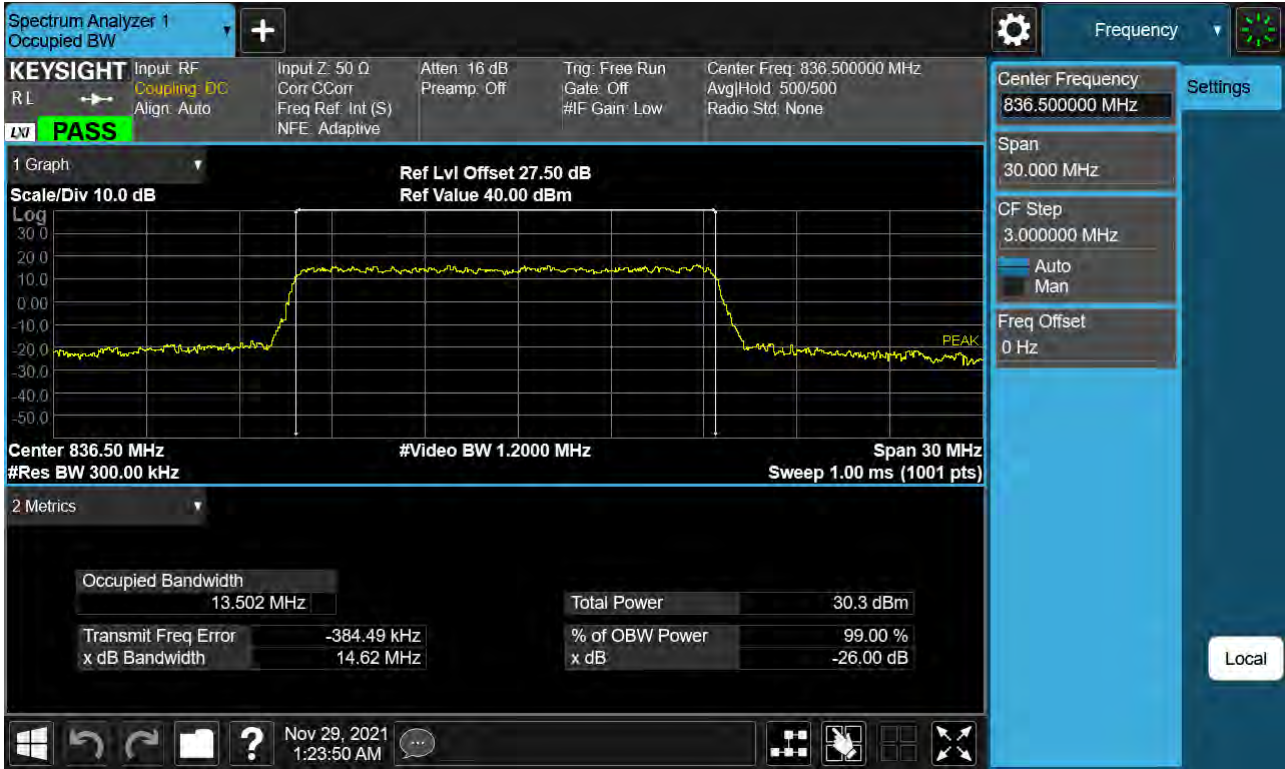 Spectrum Analyzer 1
Occupied BW
Frequency
KEYSIGHT
R L
LXI
PASS
Input: RF
Coupling: DC
Align: Auto
Input Z: 50 Ω
Corr CCorr
Freq Ref: Int (S)
NFE: Adaptive
Atten: 16 dB
Preamp: Off
Trig: Free Run
Gate: Off
#IF Gain: Low
Center Freq: 836.500000 MHz
Avg|Hold: 500/500
Radio Std: None
Center Frequency
836.500000 MHz
Settings
Span
30.000 MHz
CF Step
3.000000 MHz
Auto
Man
Freq Offset
0 Hz
Local
1 Graph
Scale/Div 10.0 dB
Ref Lvl Offset 27.50 dB
Ref Value 40.00 dBm
Log
30.0
20.0
10.0
0.00
-10.0
-20.0
-30.0
-40.0
-50.0
PEAK
Center 836.50 MHz
#Video BW 1.2000 MHz
Span 30 MHz
#Res BW 300.00 kHz
Sweep 1.00 ms (1001 pts)
2 Metrics
Occupied Bandwidth
13.502 MHz
Total Power 30.3 dBm
Transmit Freq Error -384.49 kHz
% of OBW Power 99.00 %
x dB Bandwidth 14.62 MHz
x dB -26.00 dB
?
Nov 29, 2021
1:23:50 AM